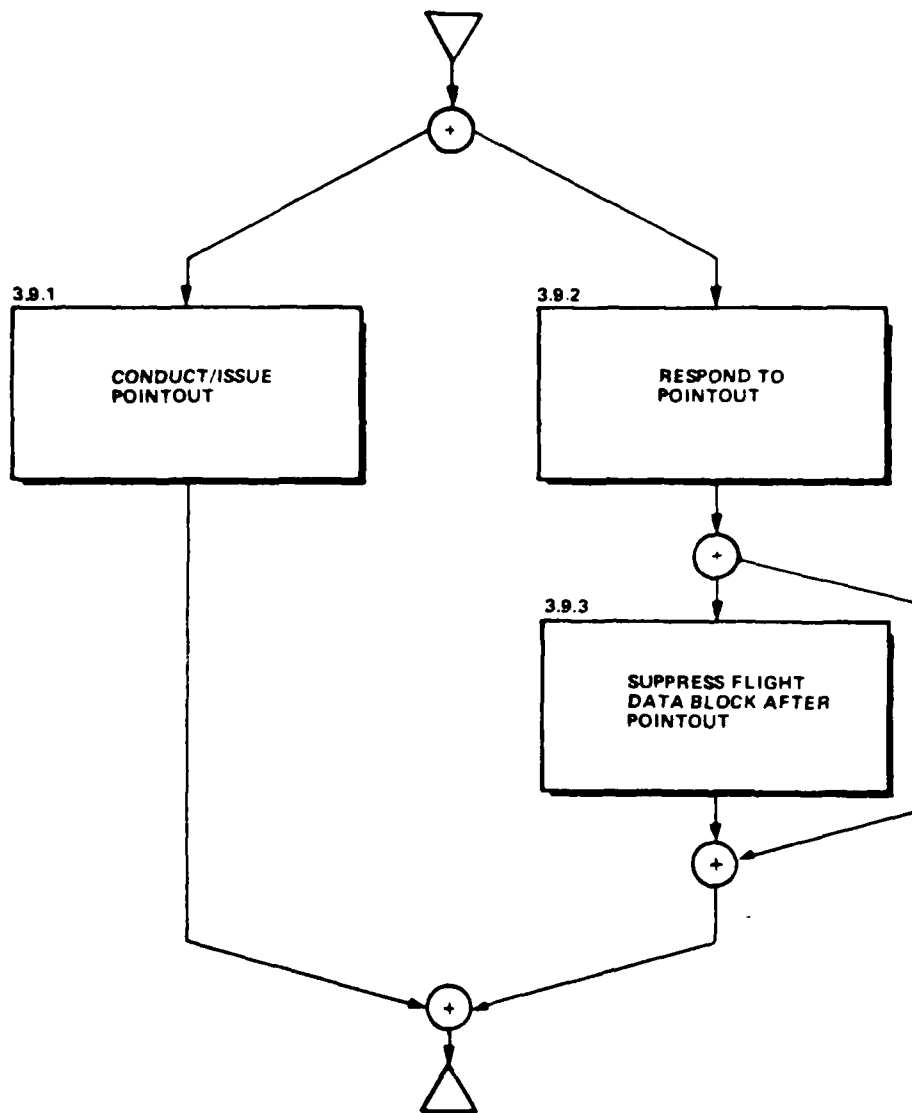 3.9.1
CONDUCT/ISSUE
POINTOUT
3.9.2
RESPOND TO
POINTOUT
3.9.3
SUPPRESS FLIGHT
DATA BLOCK AFTER
POINTOUT